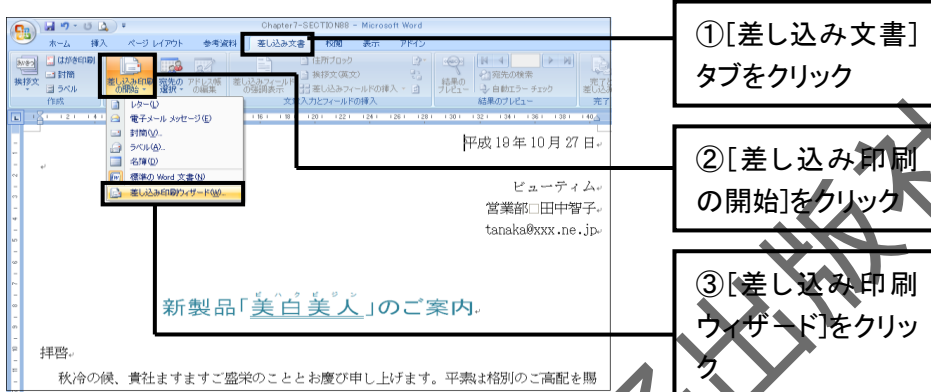 Chapter7-SECTION88 - Microsoft Word
ホーム 挿入 ページ レイアウト 参考資料 差し込み文書 校閲 表示 アドイン
はがき印刷
封筒
ラベル
挨拶文
作成
差し込み印刷の開始
宛先の選択
アドレス帳の編集
差し込みフィールドの強調表示
住所ブロック
挨拶文(英文)
差し込みフィールドの挿入
文章入力とフィールドの挿入
結果のプレビュー
宛先の検索
自動エラー チェック
結果のプレビュー
完了
レター(L)
電子メール メッセージ(E)
封筒(V)...
ラベル(A)...
名簿(D)
標準の Word 文書(N)
差し込み印刷ウィザード(W)...
平成 19 年 10 月 27 日
ビューティム
営業部□田中智子
tanaka@xxx.ne.jp
ビハクビジン
新製品「美白美人」のご案内
拝啓
秋冷の候、貴社ますますご盛栄のこととお慶び申し上げます。平素は格別のご高配を賜
①[差し込み文書]
タブをクリック
②[差し込み印刷
の開始]をクリック
③[差し込み印刷
ウィザード]をクリッ
ク
出版社